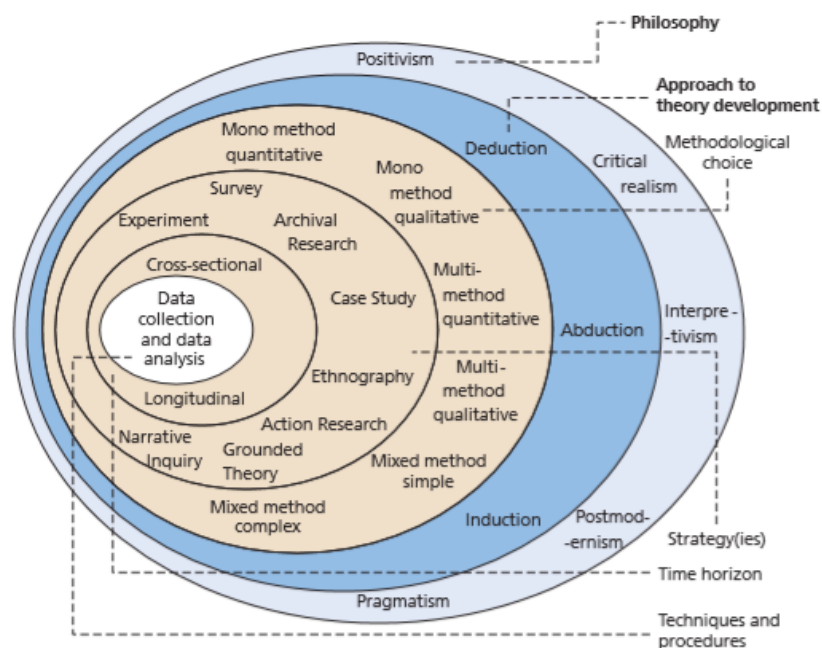 Philosophy
Positivism
Approach to
theory development
Mono method
quantitative
Deduction
Methodological
choice
Critical
realism
Mono
method
qualitative
Survey
Experiment
Archival
Research
Cross-sectional
Multi-
method
quantitative
Data
collection
and data
analysis
Case Study
Abduction
Interpre-
-tivism
Ethnography
Multi-
method
qualitative
Longitudinal
Action Research
Narrative
Inquiry
Grounded
Theory
Mixed method
simple
Mixed method
complex
Induction
Postmod-
-ernism
Strategy(ies)
Time horizon
Pragmatism
Techniques and
procedures